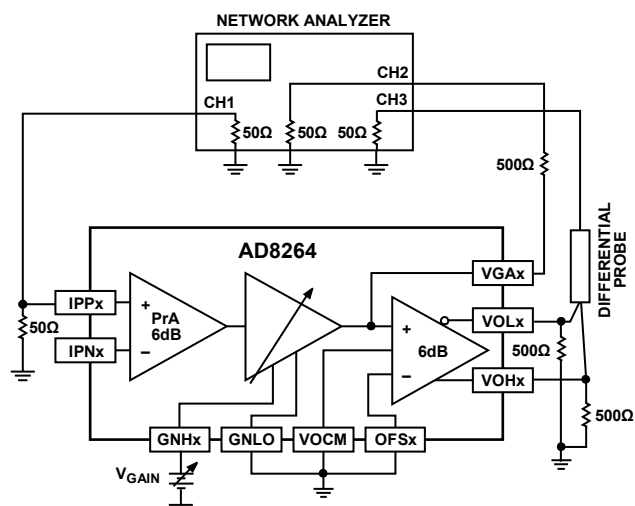 NETWORK ANALYZER
CH1
CH2
CH3
50Ω
50Ω
50Ω
500Ω
DIFFERENTIAL
PROBE
AD8264
IPPx
IPNx
50Ω
+
–
PrA
6dB
+
–
6dB
VGAx
VOLx
VOHx
500Ω
500Ω
GNHx
GNLO
VOCM
OFSx
VGAIN